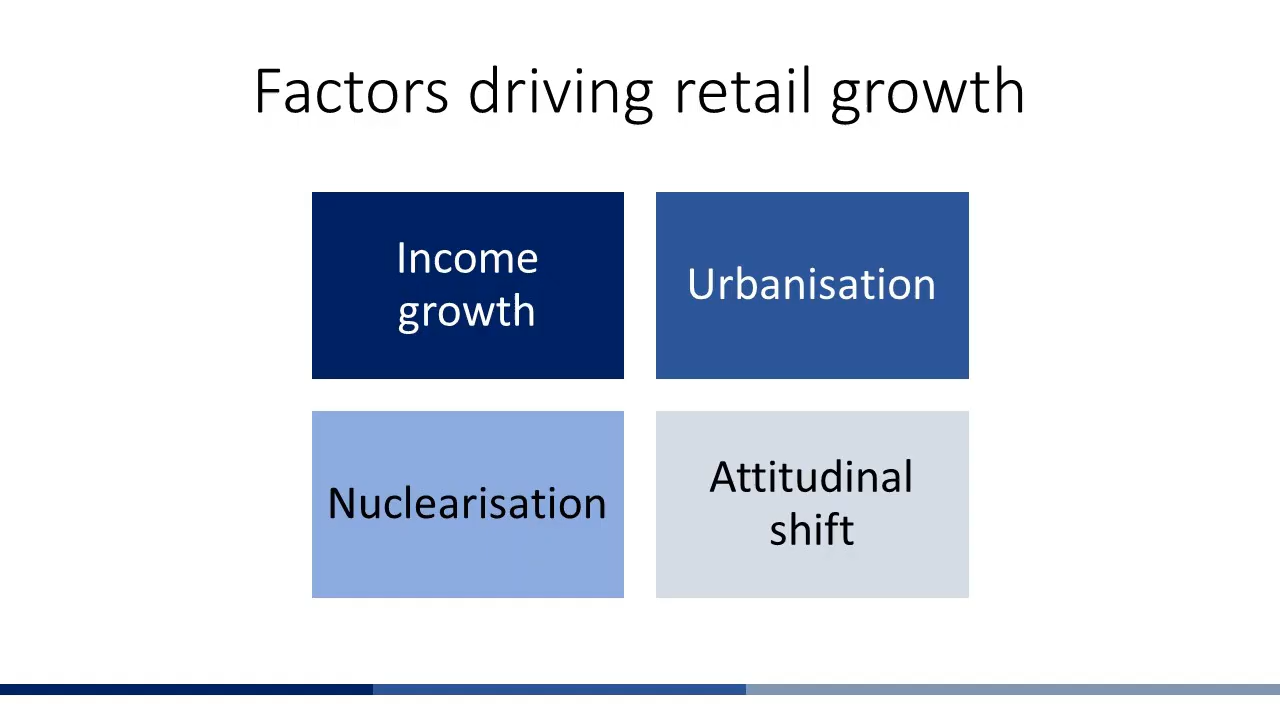 Factors driving retail growth
Income
growth
Urbanisation
Nuclearisation
Attitudinal
shift